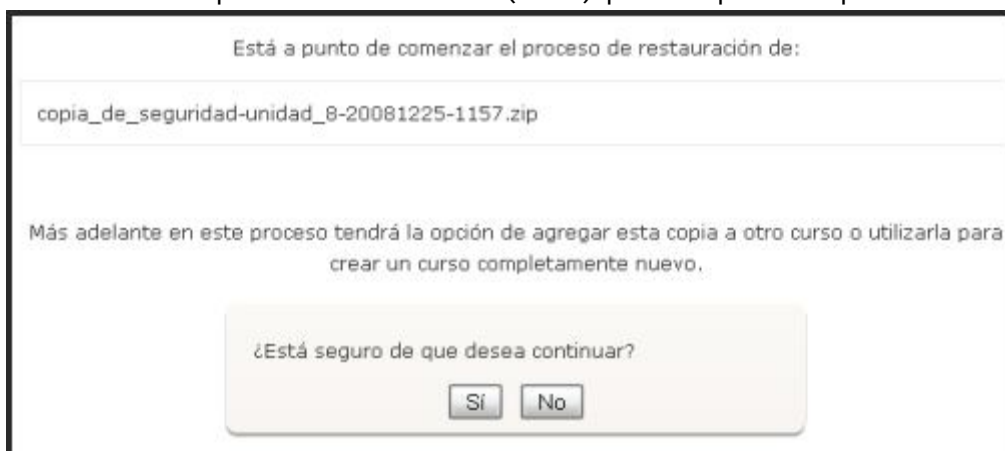 Está a punto de comenzar el proceso de restauración de:
copia_de_seguridad-unidad_8-20081225-1157.zip
Más adelante en este proceso tendrá la opción de agregar esta copia a otro curso o utilizarla para
crear un curso completamente nuevo.
¿Está seguro de que desea continuar?
Sí No